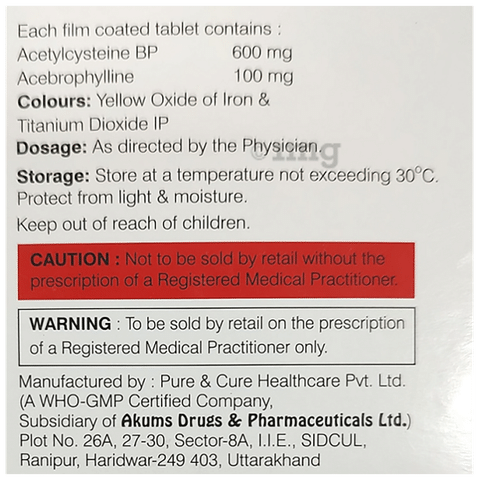 Each film coated tablet contains :
Acetylcysteine BP 600 mg
Acebrophylline 100 mg
Colours: Yellow Oxide of Iron &
Titanium Dioxide IP
Dosage: As directed by the Physician.
Storage: Store at a temperature not exceeding 30°C.
Protect from light & moisture.
Keep out of reach of children.
CAUTION : Not to be sold by retail without the
prescription of a Registered Medical Practitioner.
WARNING : To be sold by retail on the prescription
of a Registered Medical Practitioner only.
Manufactured by : Pure & Cure Healthcare Pvt. Ltd.
(A WHO-GMP Certified Company,
Subsidiary of Akums Drugs & Pharmaceuticals Ltd.)
Plot No. 26A, 27-30, Sector-8A, I.I.E., SIDCUL,
Ranipur, Haridwar-249 403, Uttarakhand